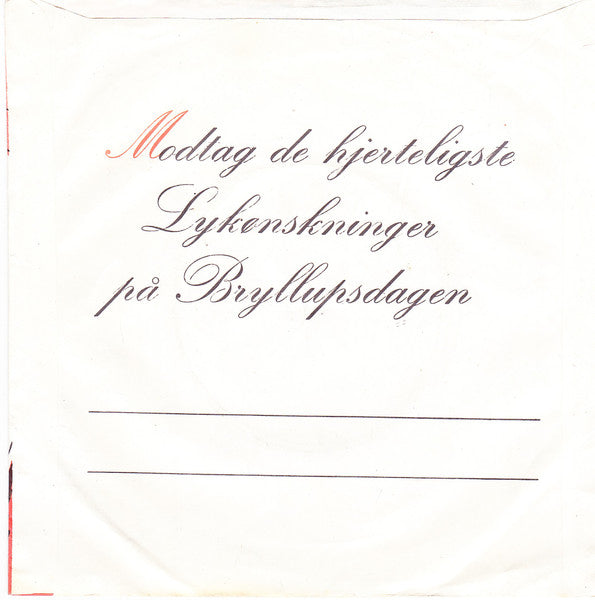 Modtag de hjerteligste
Lykønskninger
på Bryllupsdagen